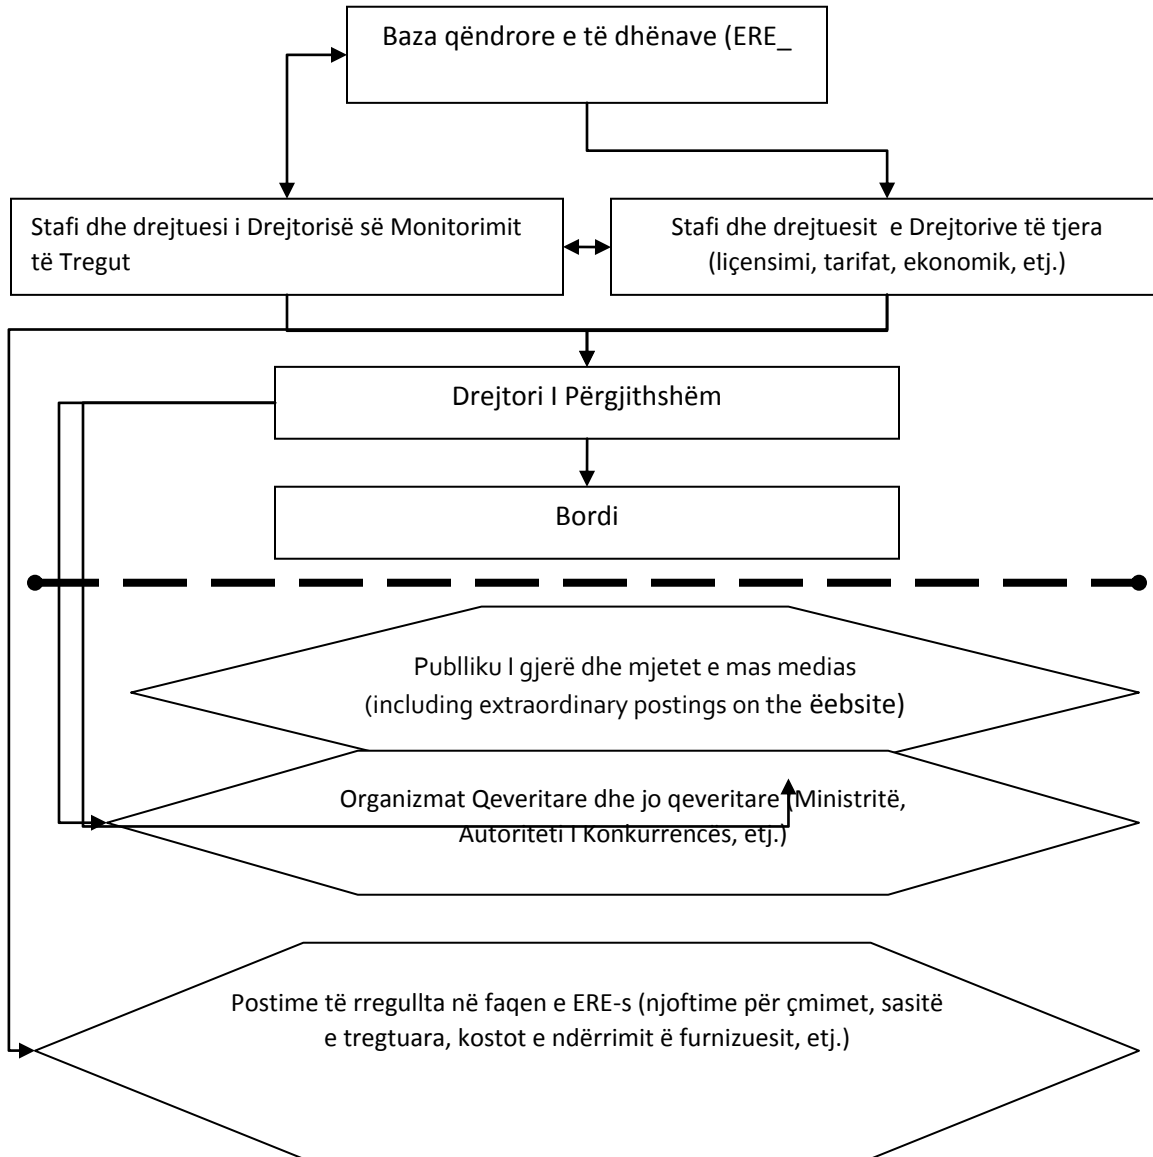 Baza qëndrore e të dhënave (ERE_
Stafi dhe drejtuesi i Drejtorisë së Monitorimit
të Tregut
Stafi dhe drejtuesit e Drejtorive të tjera
(liçensimi, tarifat, ekonomik, etj.)
Drejtori I Përgjithshëm
Bordi
Publliku I gjerë dhe mjetet e mas medias
(including extraordinary postings on the ëebsite)
Organizmat Qeveritare dhe jo qeveritare (Ministritë,
Autoriteti I Konkurrencës, etj.)
Postime të rregullta në faqen e ERE-s (njoftime për çmimet, sasitë
e tregtuara, kostot e ndërrimit ë furnizuesit, etj.)